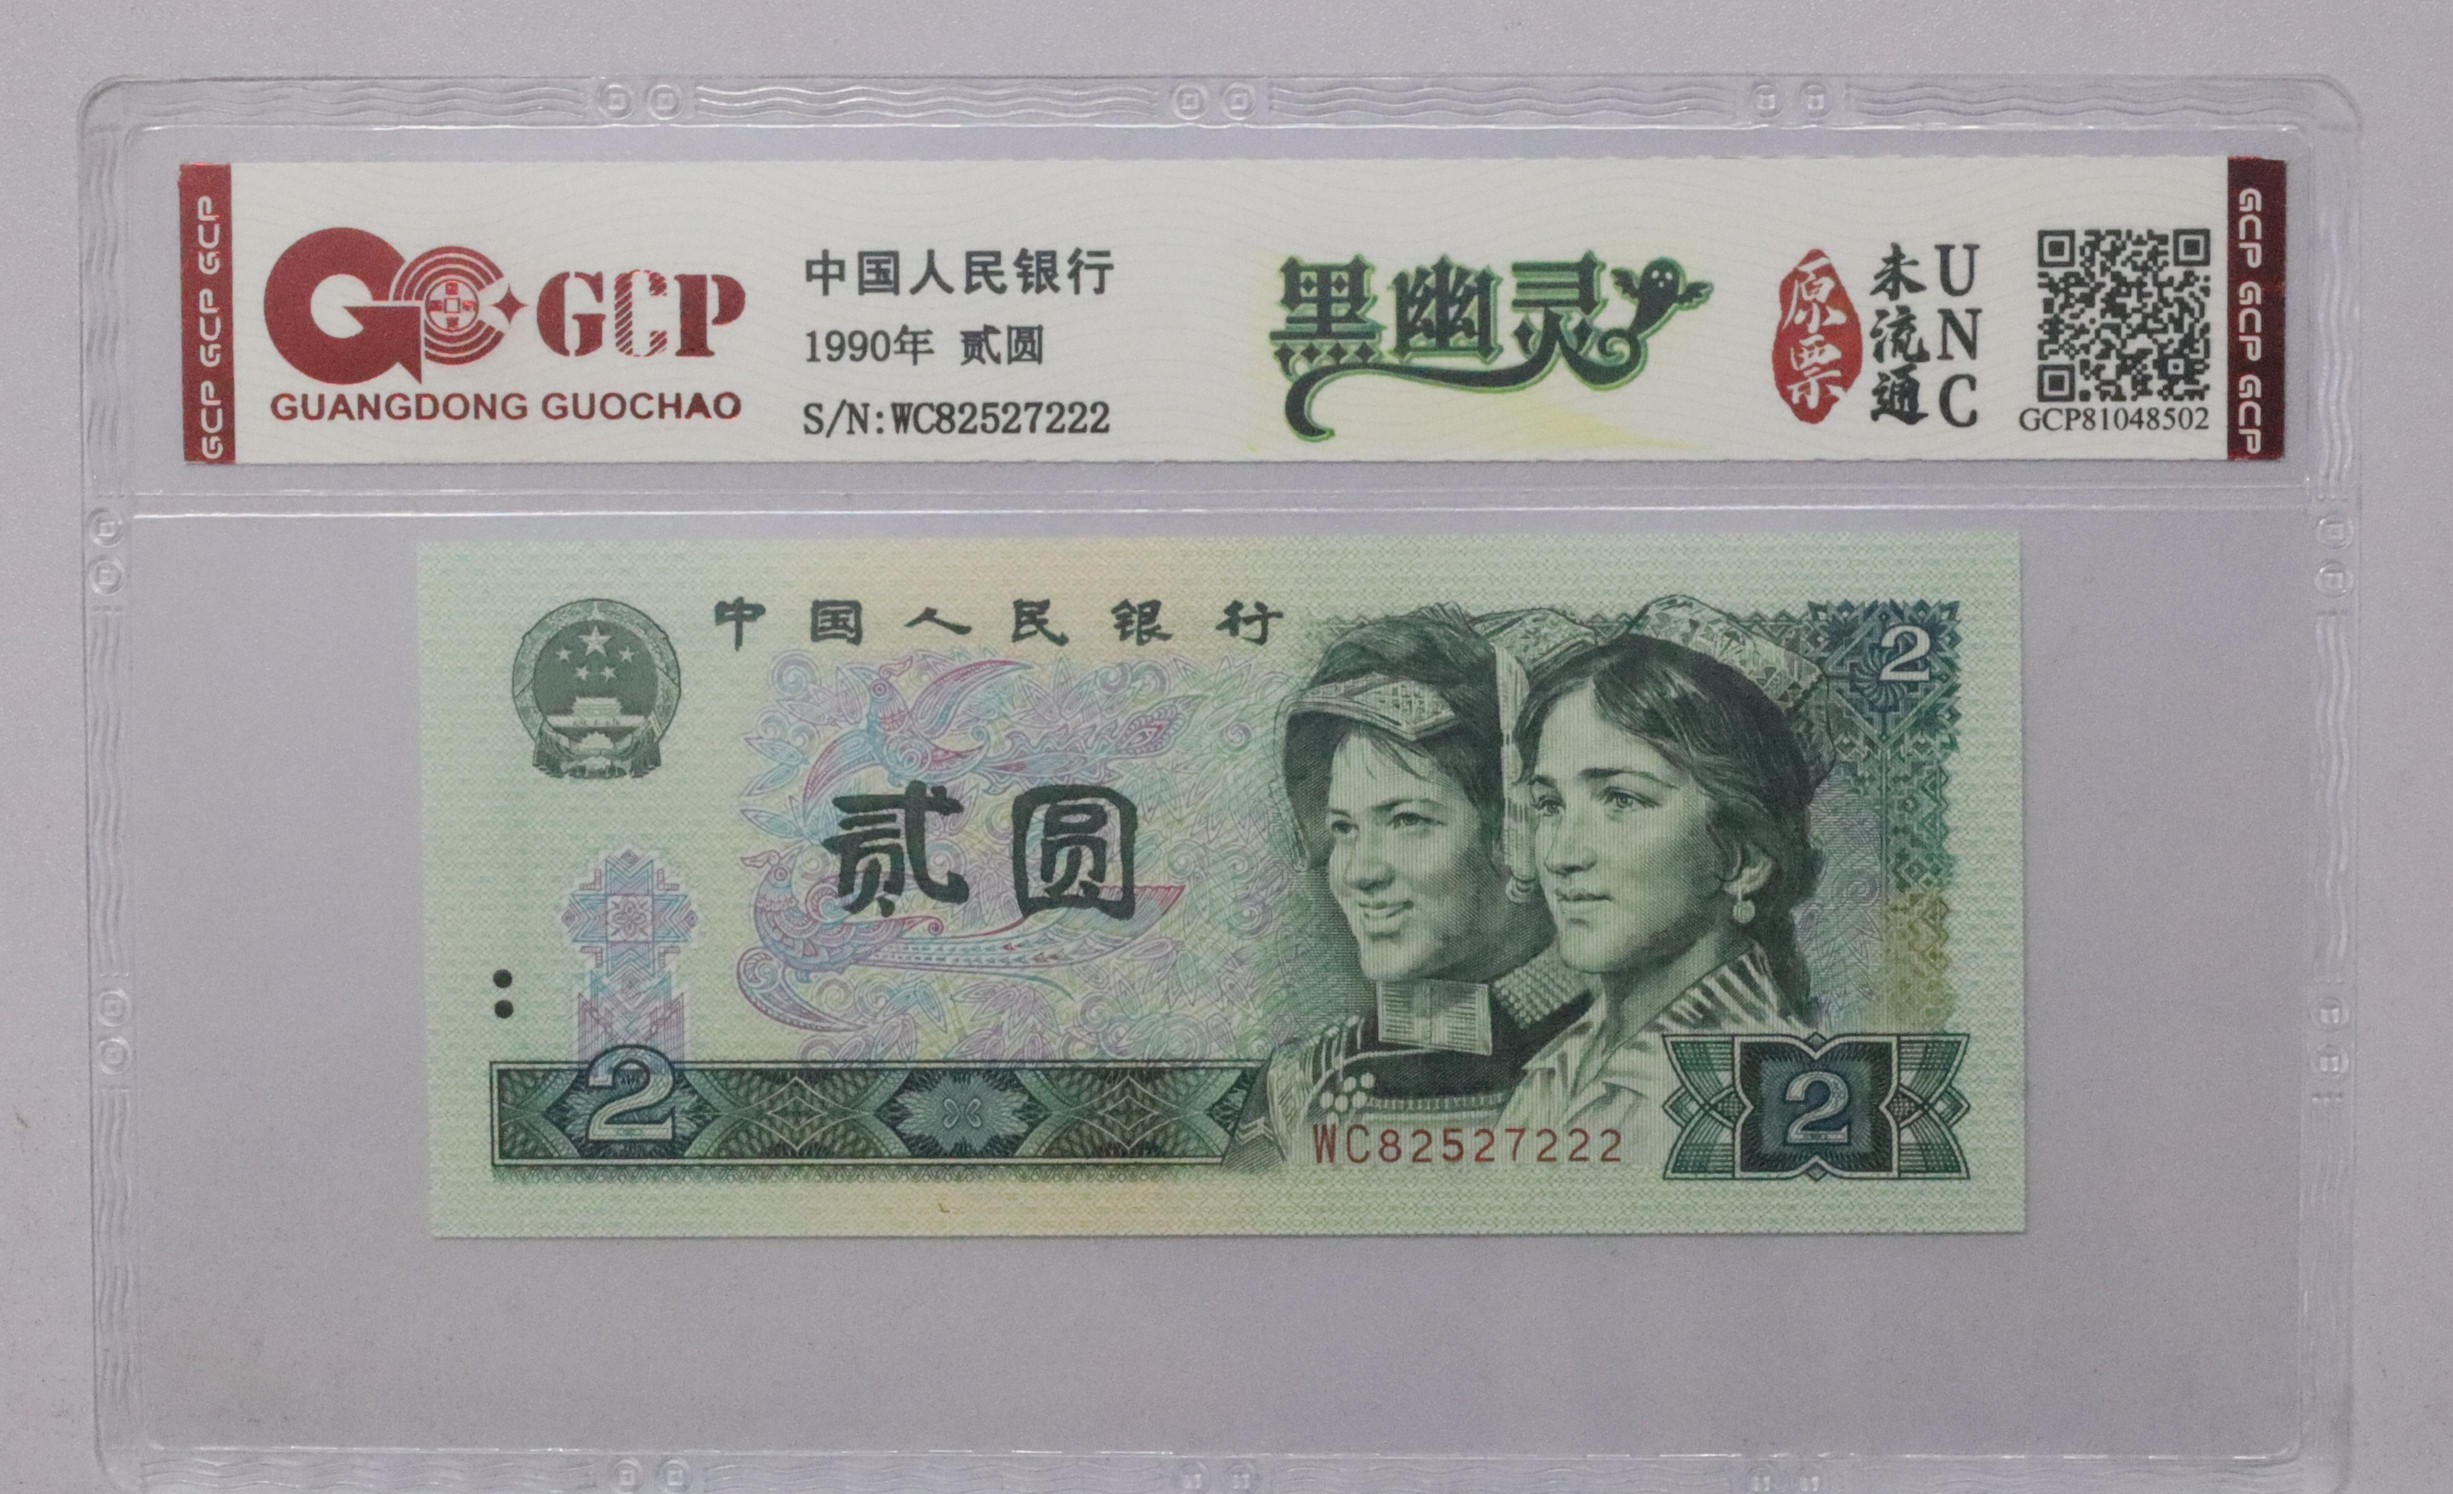 GCP GCP GCP
GCP
GUANGDONG GUOCHAO
中国人民银行
1990年 贰圆
S/N:WC82527222
黑幽灵
原票
未流通
UNC
GCP81048502
GCP GCP GCP
中国人民银行
2
贰圆
2
WC82527222
2